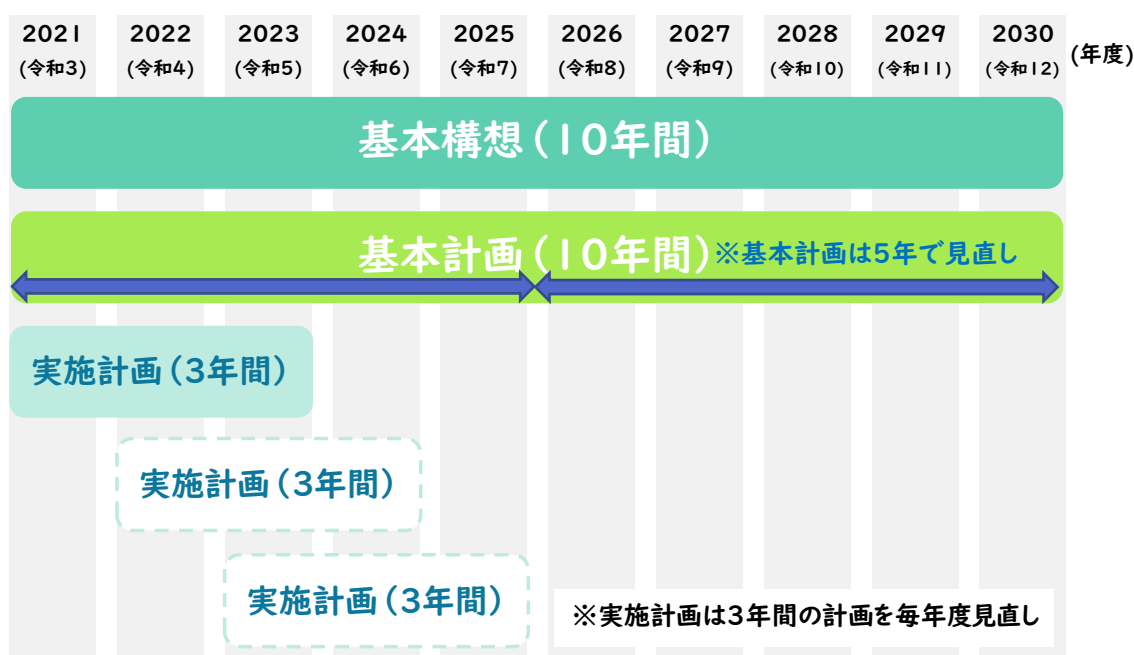 2021 2022 2023 2024 2025 2026 2027 2028 2029 2030
(令和3) (令和4) (令和5) (令和6) (令和7) (令和8) (令和9) (令和10) (令和11) (令和12) (年度)
基本構想(10年間)
基本計画(10年間)※基本計画は5年で見直し
実施計画(3年間)
実施計画(3年間)
実施計画(3年間)
※実施計画は3年間の計画を毎年度見直し